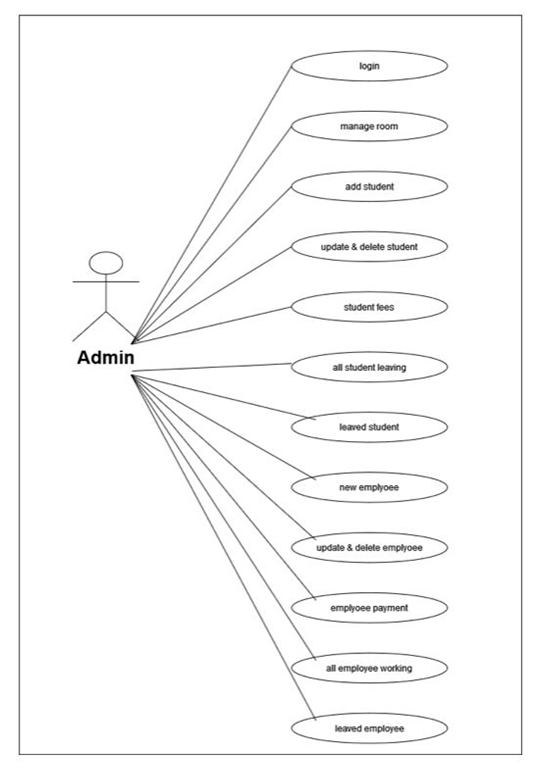 login
manage room
add student
update & delete student
student fees
Admin
all student leaving
leaved student
new emplyoee
update & delete emplyoee
emplyoee payment
all employee working
leaved employee